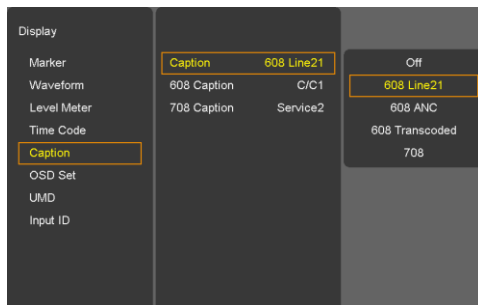 Display
Marker
Waveform
Level Meter
Time Code
Caption
OSD Set
UMD
Input ID
Caption 608 Line21
608 Caption C/C1
708 Caption Service2
Off
608 Line21
608 ANC
608 Transcoded
708